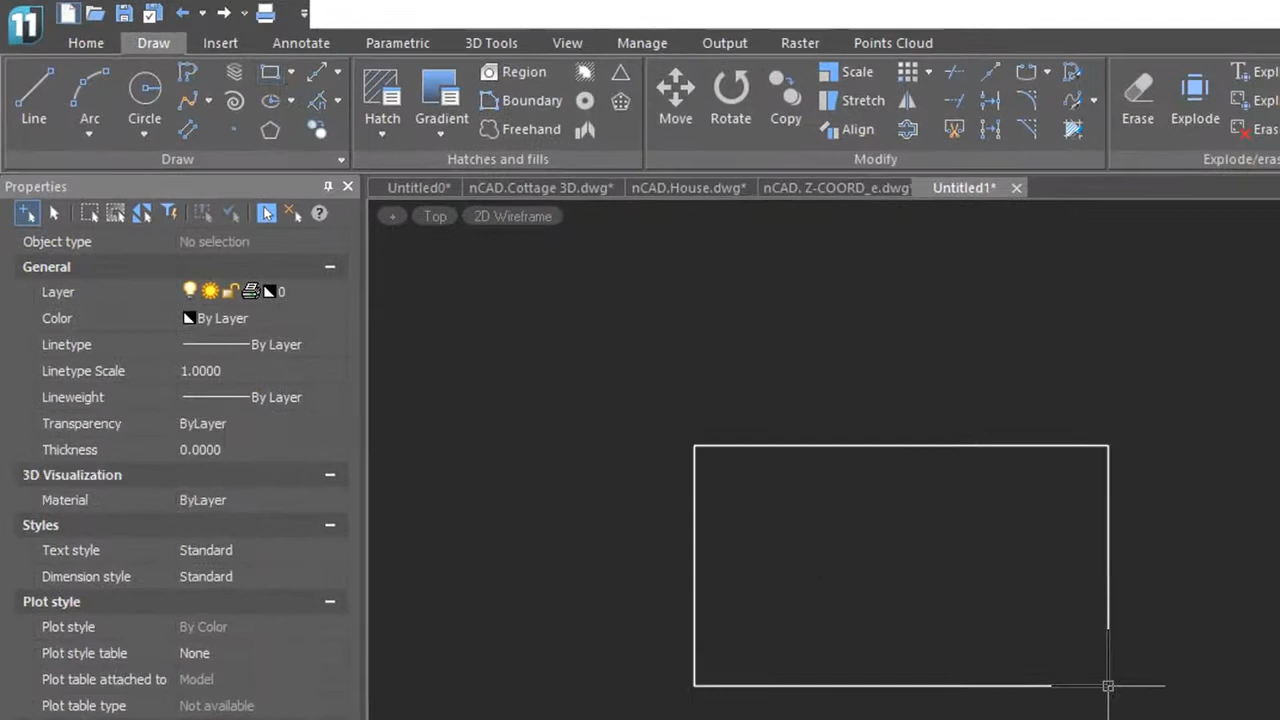 11
Home Draw Insert Annotate Parametric 3D Tools View Manage Output Raster Points Cloud
Line Arc Circle
Hatch Gradient Region Boundary Freehand
Move Rotate Copy Scale Stretch Align
Erase Explode Expl Expl Eras
Draw Hatches and fills Modify Explode/eras
Properties
Untitled0* nCAD.Cottage 3D.dwg* nCAD.House.dwg* nCAD. Z-COORD_e.dwg* Untitled1*
+ Top 2D Wireframe
Object type No selection
General
Layer 0
Color By Layer
Linetype By Layer
Linetype Scale 1.0000
Lineweight By Layer
Transparency ByLayer
Thickness 0.0000
3D Visualization
Material ByLayer
Styles
Text style Standard
Dimension style Standard
Plot style
Plot style By Color
Plot style table None
Plot table attached to Model
Plot table type Not available